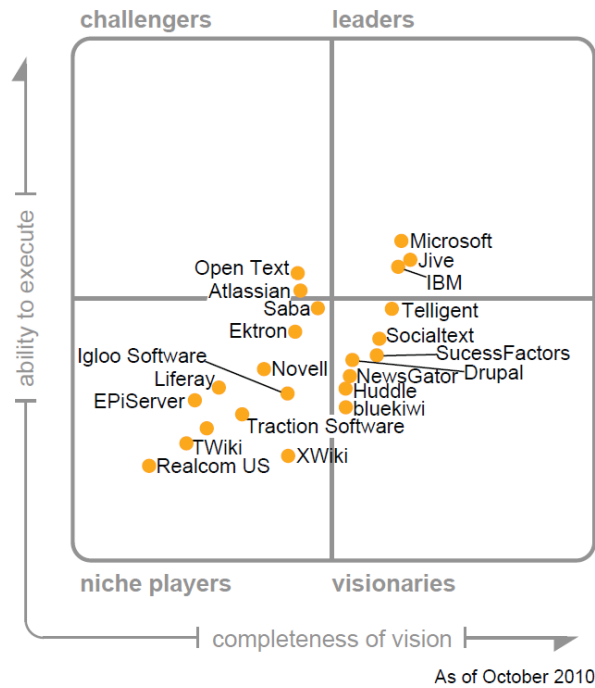 challengers
leaders
ability to execute
Microsoft
Jive
IBM
Open Text
Atlassian
Saba
Telligent
Ektron
Socialtext
SucessFactors
Igloo Software
Novell
Drupal
Liferay
NewsGator
EPiServer
Huddle
bluekiwi
Traction Software
TWiki
XWiki
Realcom US
niche players
visionaries
completeness of vision
As of October 2010